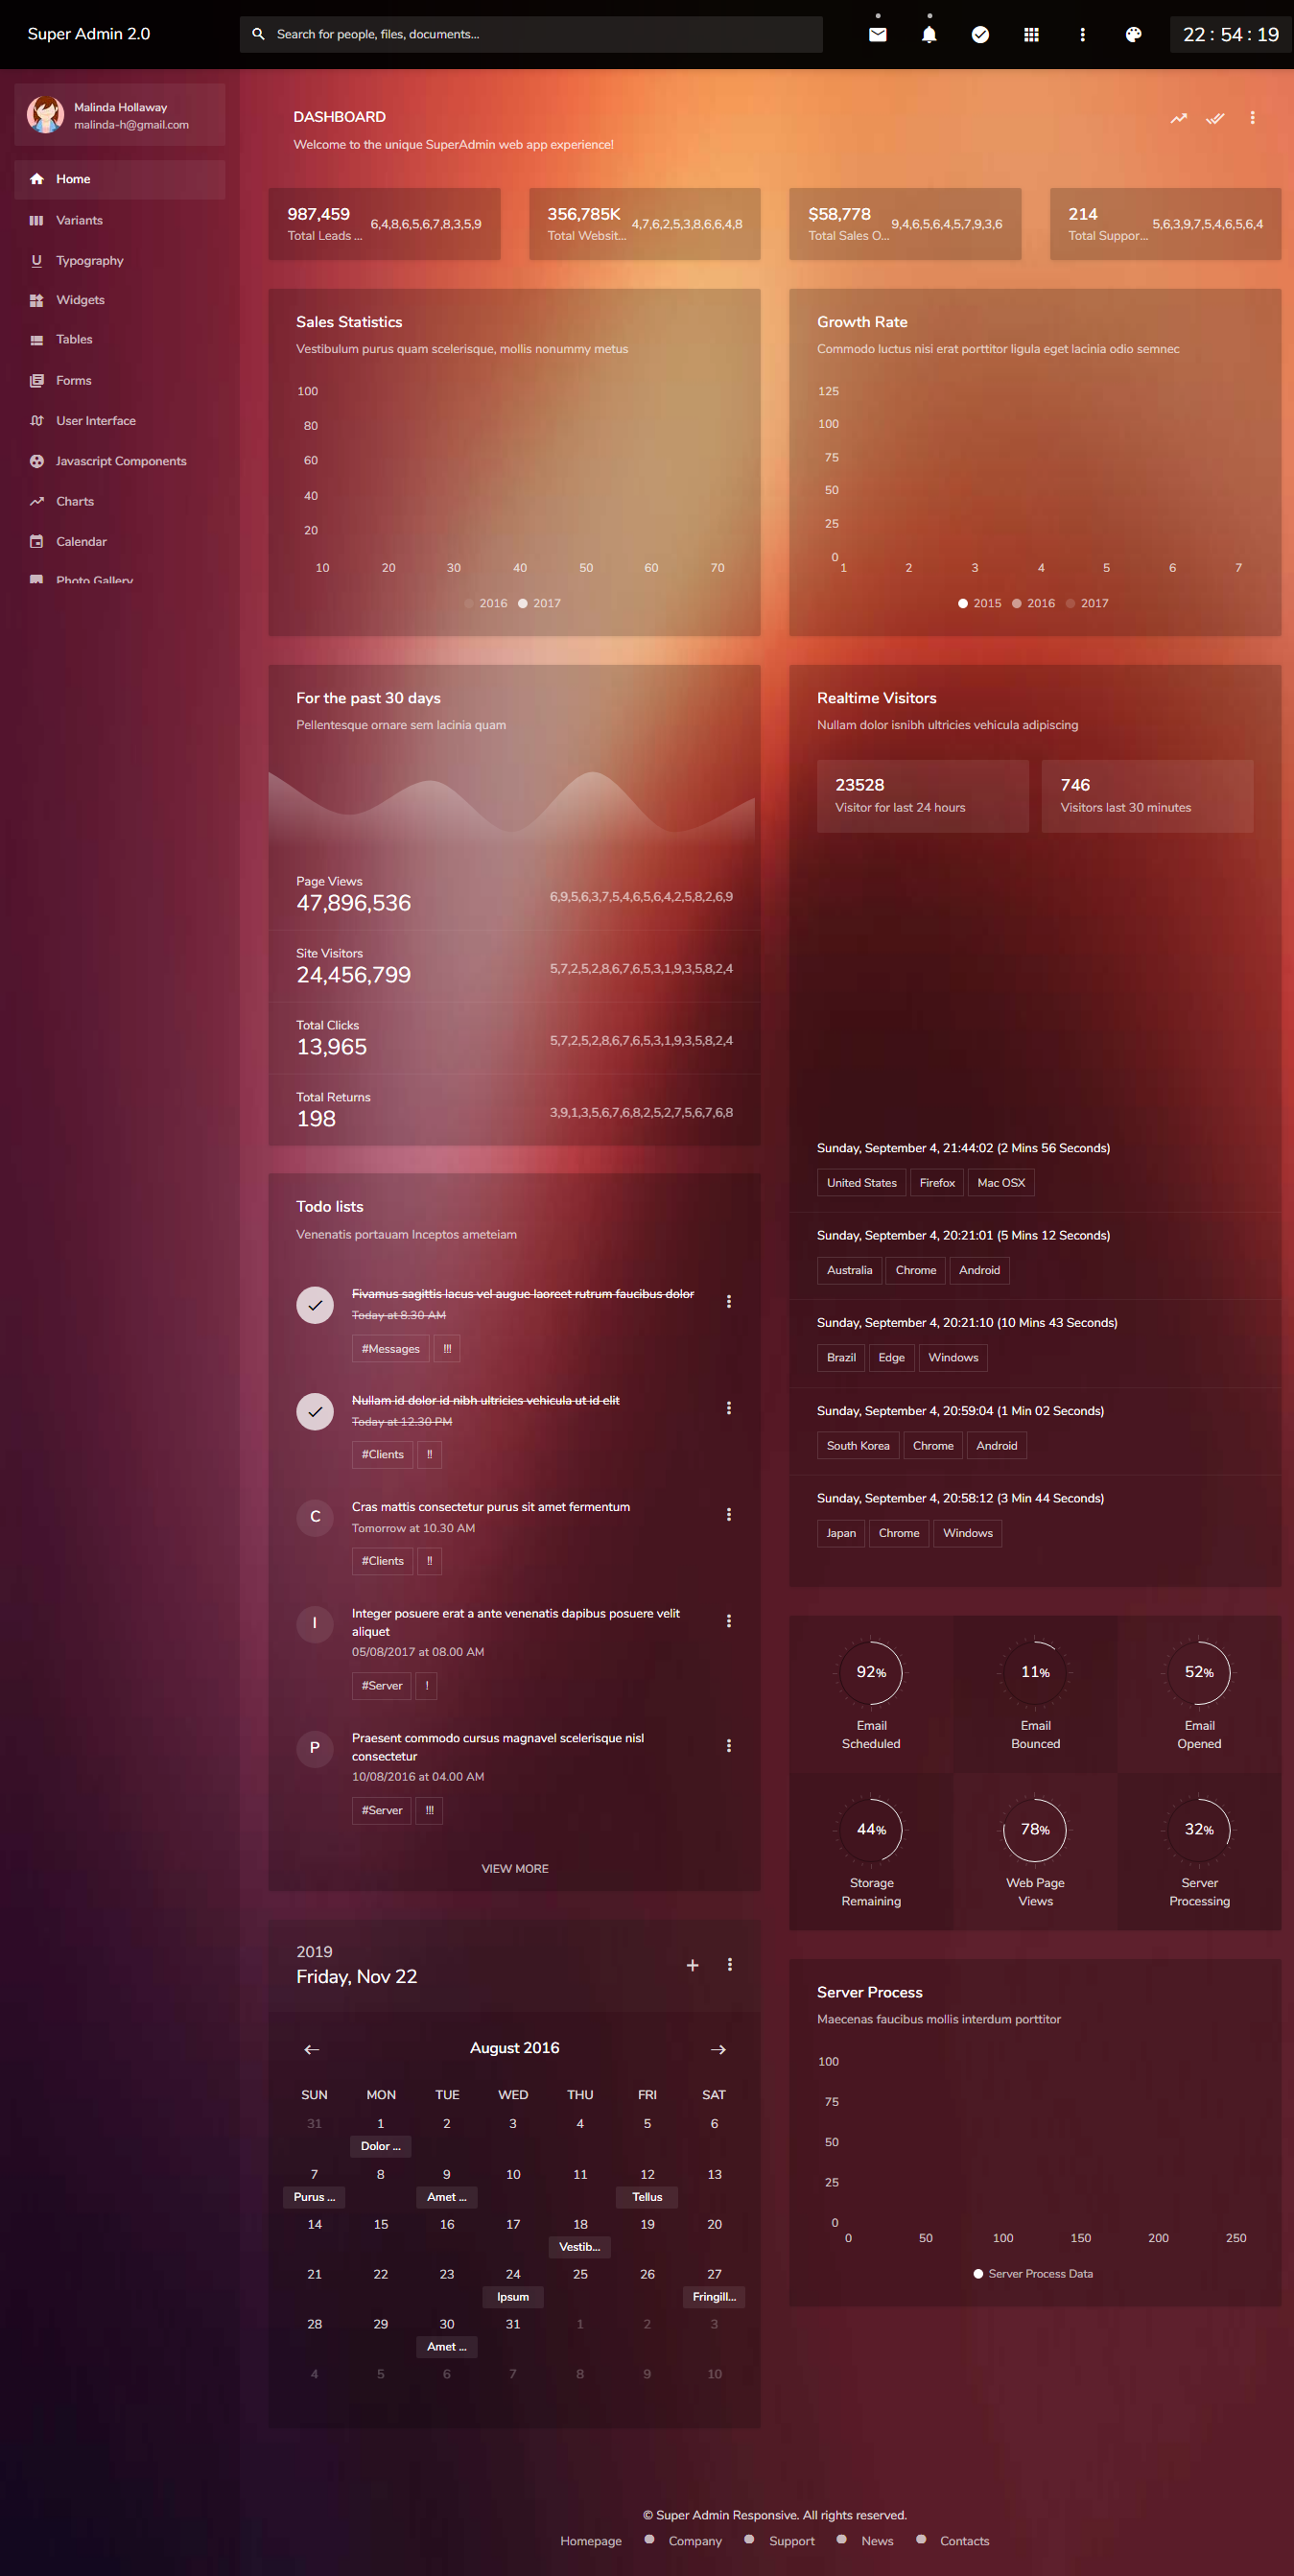 Super Admin 2.0
Search for people, files, documents...
22 : 54 : 19
Malinda Hollaway
malinda-h@gmail.com
Home
Variants
Typography
Widgets
Tables
Forms
User Interface
Javascript Components
Charts
Calendar
Photo Gallery
DASHBOARD
Welcome to the unique SuperAdmin web app experience!
987,459
Total Leads ...
6,4,8,6,5,6,7,8,3,5,9
356,785K
Total Websit...
4,7,6,2,5,3,8,6,6,4,8
$58,778
Total Sales O...
9,4,6,5,6,4,5,7,9,3,6
214
Total Suppor...
5,6,3,9,7,5,4,6,5,6,4
Sales Statistics
Vestibulum purus quam scelerisque, mollis nonummy metus
100
80
60
40
20
10 20 30 40 50 60 70
2016 2017
Growth Rate
Commodo luctus nisi erat porttitor ligula eget lacinia odio semnec
125
100
75
50
25
0
1 2 3 4 5 6 7
2015 2016 2017
For the past 30 days
Pellentesque ornare sem lacinia quam
Page Views
47,896,536
6,9,5,6,3,7,5,4,6,5,6,4,2,5,8,2,6,9
Site Visitors
24,456,799
5,7,2,5,2,8,6,7,6,5,3,1,9,3,5,8,2,4
Total Clicks
13,965
5,7,2,5,2,8,6,7,6,5,3,1,9,3,5,8,2,4
Total Returns
198
3,9,1,3,5,6,7,6,8,2,5,2,7,5,6,7,6,8
Realtime Visitors
Nullam dolor isnibh ultricies vehicula adipiscing
23528
Visitor for last 24 hours
746
Visitors last 30 minutes
Sunday, September 4, 21:44:02 (2 Mins 56 Seconds)
United States Firefox Mac OSX
Sunday, September 4, 20:21:01 (5 Mins 12 Seconds)
Australia Chrome Android
Sunday, September 4, 20:21:10 (10 Mins 43 Seconds)
Brazil Edge Windows
Sunday, September 4, 20:59:04 (1 Min 02 Seconds)
South Korea Chrome Android
Sunday, September 4, 20:58:12 (3 Min 44 Seconds)
Japan Chrome Windows
Todo lists
Venenatis portauam Inceptos ameteiam
Fivamus sagittis lacus vel augue laoreet rutrum faucibus dolor
Today at 8.30 AM
#Messages !!!
Nullam id dolor id nibh ultricies vehicula ut id elit
Today at 12.30 PM
#Clients !!
C
Cras mattis consectetur purus sit amet fermentum
Tomorrow at 10.30 AM
#Clients !!
I
Integer posuere erat a ante venenatis dapibus posuere velit
aliquet
05/08/2017 at 08.00 AM
#Server !
P
Praesent commodo cursus magnavel scelerisque nisl
consectetur
10/08/2016 at 04.00 AM
#Server !!!
VIEW MORE
92%
Email
Scheduled
11%
Email
Bounced
52%
Email
Opened
44%
Storage
Remaining
78%
Web Page
Views
32%
Server
Processing
2019
Friday, Nov 22
August 2016
SUN MON TUE WED THU FRI SAT
31 1 2 3 4 5 6
Dolor ...
7 8 9 10 11 12 13
Purus ... Amet ... Tellus
14 15 16 17 18 19 20
Vestib...
21 22 23 24 25 26 27
Ipsum Fringill...
28 29 30 31 1 2 3
Amet ...
4 5 6 7 8 9 10
Server Process
Maecenas faucibus mollis interdum porttitor
100
75
50
25
0
0 50 100 150 200 250
Server Process Data
© Super Admin Responsive. All rights reserved.
Homepage Company Support News Contacts